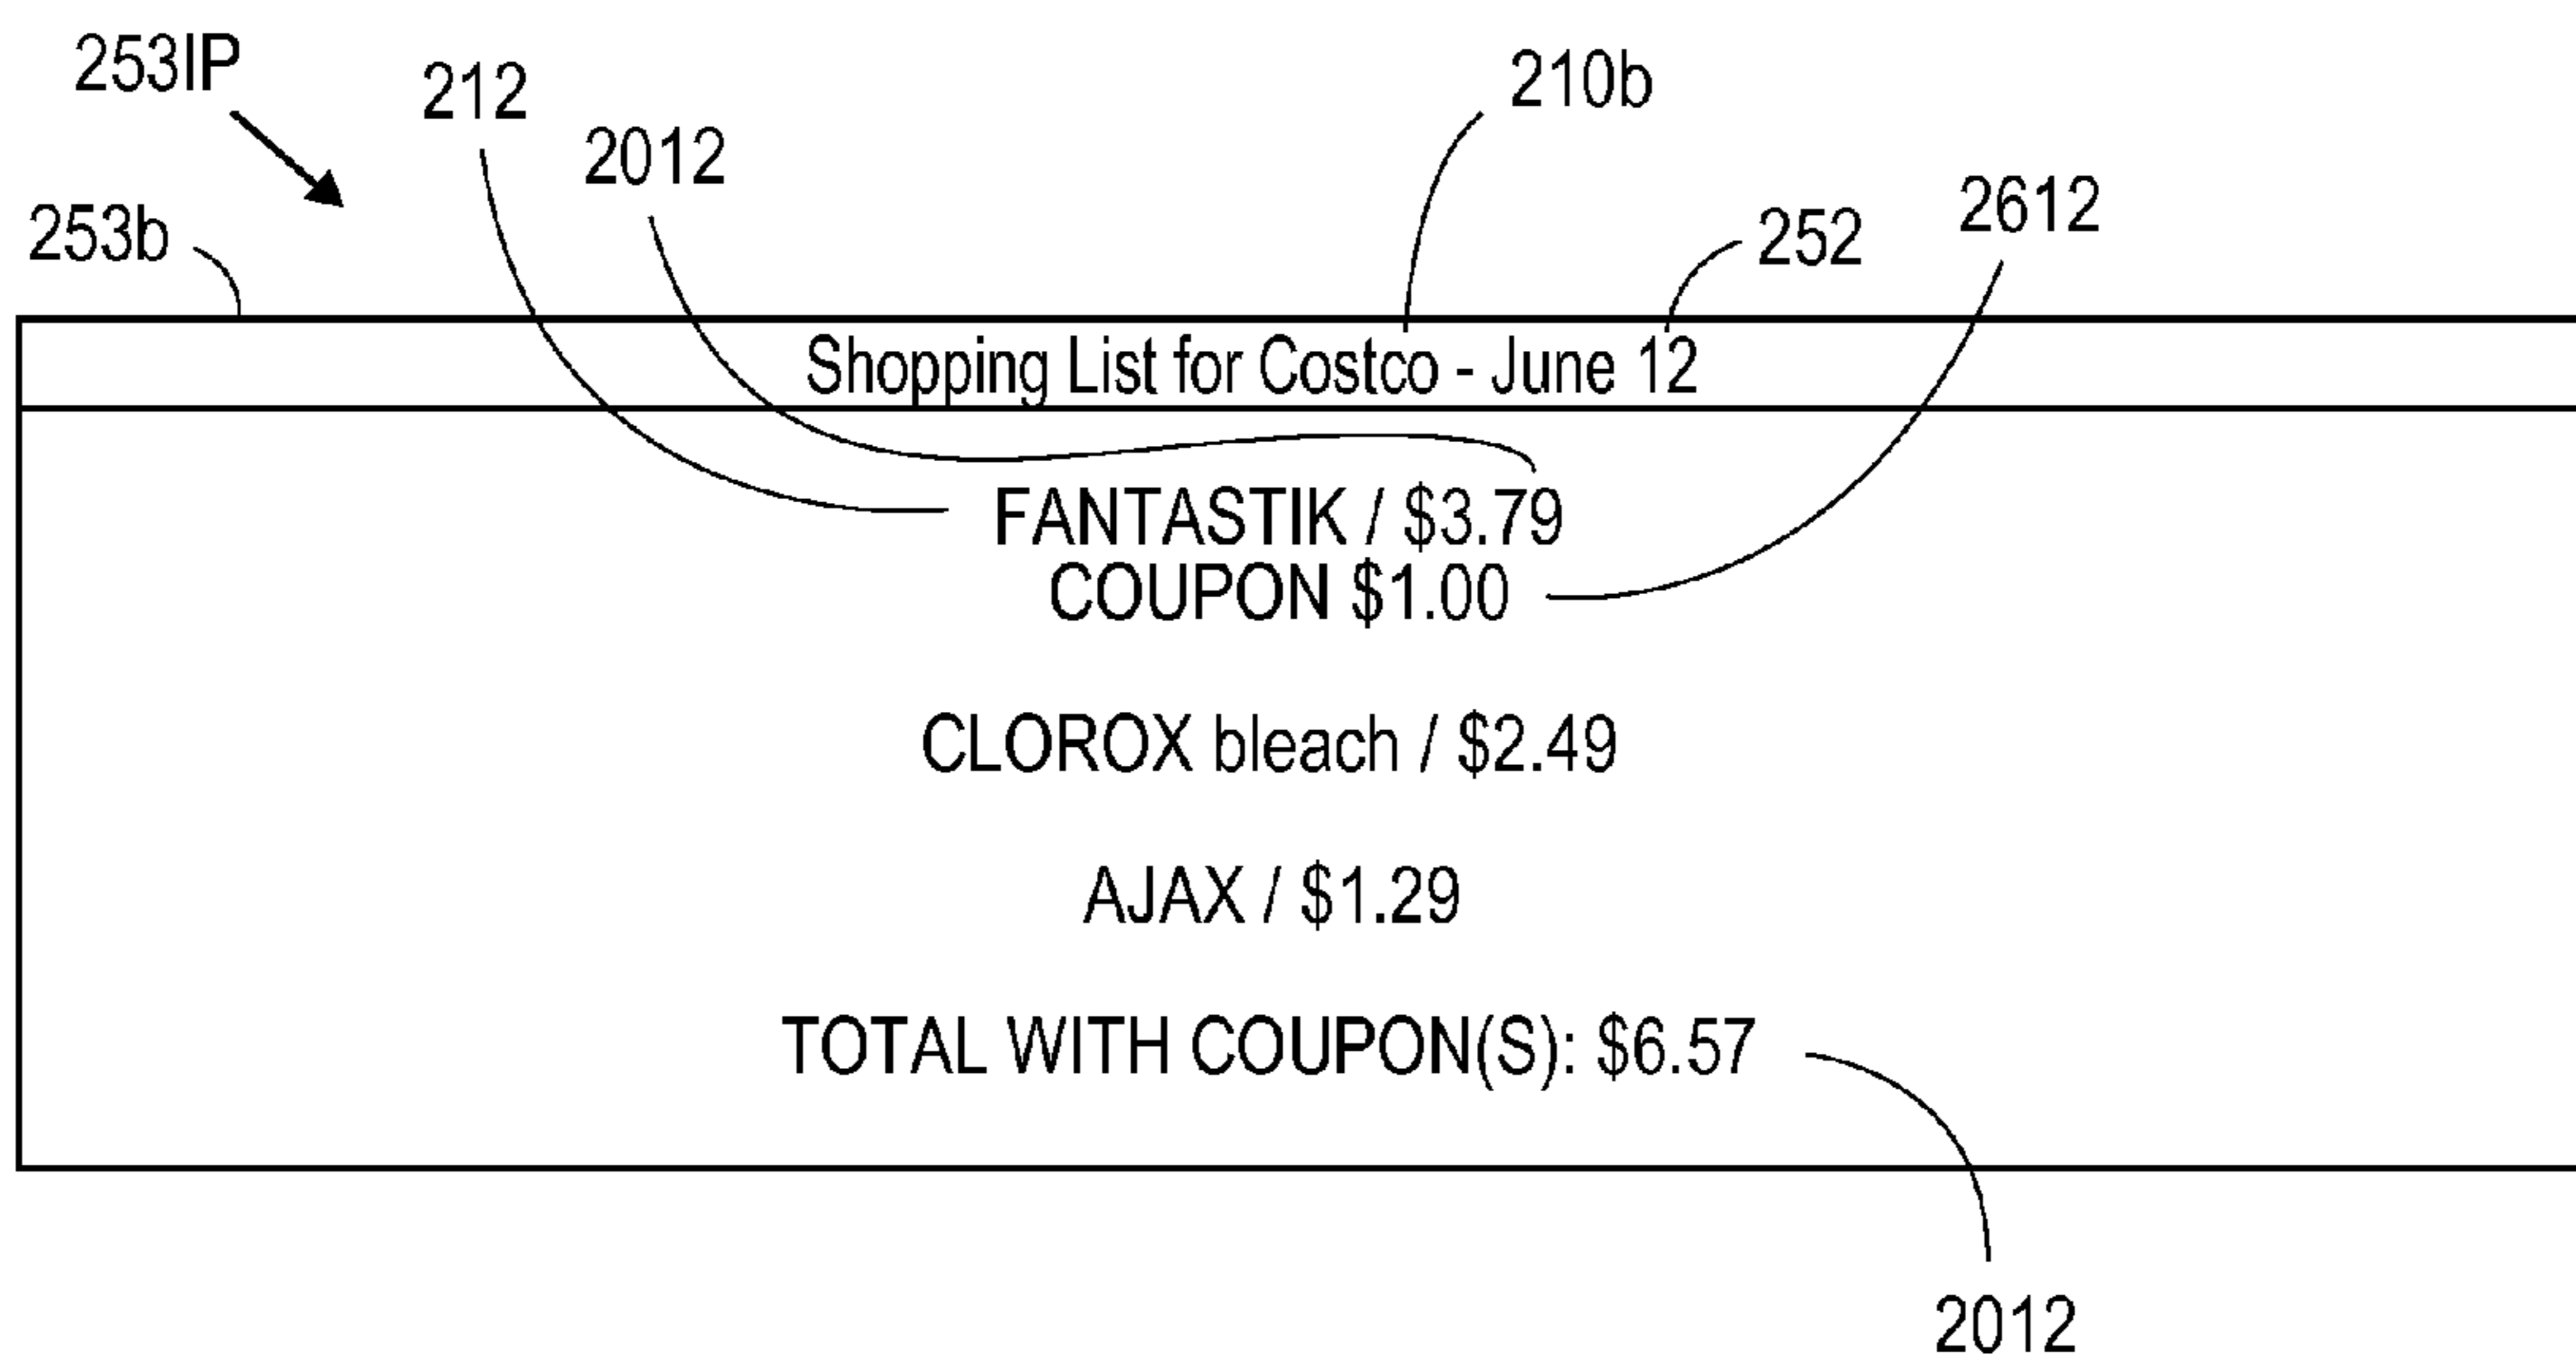 253IP
212
210b
2012
2612
253b
252
Shopping List for Costco - June 12
FANTASTIK / $3.79
COUPON $1.00
CLOROX bleach / $2.49
AJAX / $1.29
TOTAL WITH COUPON(S): $6.57
2012